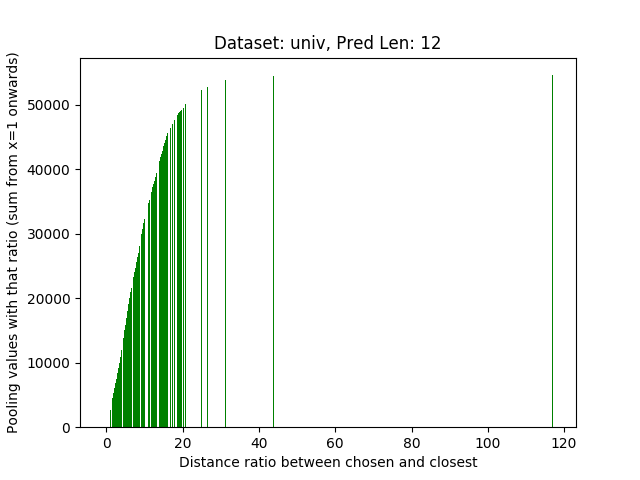 Dataset: univ, Pred Len: 12
Pooling values with that ratio (sum from x=1 onwards)
50000
40000
30000
20000
10000
0
0 20 40 60 80 100 120
Distance ratio between chosen and closest